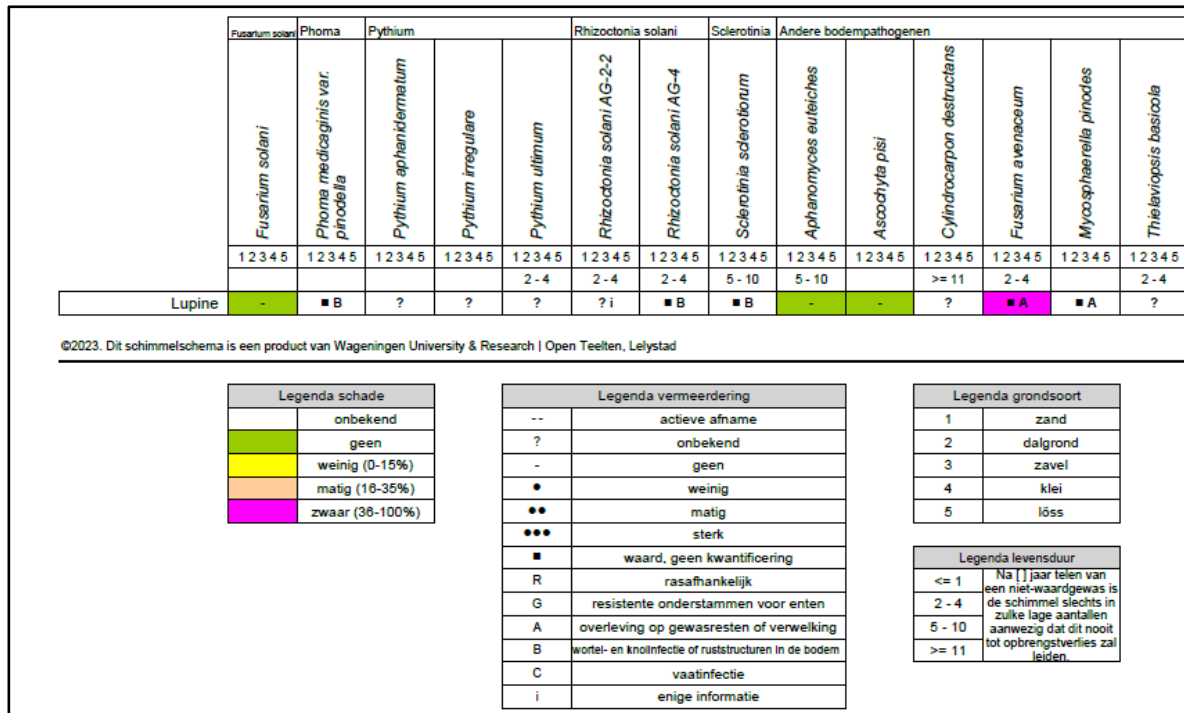 Fusarium solani Phoma Pythium Rhizoctonia solani Sclerotinia Andere bodempathogenen
Fusarium solani
Phoma medicaginis var. pinodella
Pythium aphanidermatum
Pythium irregulare
Pythium ultimum
Rhizoctonia solani AG-2-2
Rhizoctonia solani AG-4
Sclerotinia sclerotiorum
Aphanomyces euteiches
Ascochyta pisi
Cylindrocarpon destructans
Fusarium avenaceum
Mycosphaerella pinodes
Thielaviopsis basicola
1 2 3 4 5 1 2 3 4 5 1 2 3 4 5 1 2 3 4 5 1 2 3 4 5 1 2 3 4 5 1 2 3 4 5 1 2 3 4 5 1 2 3 4 5 1 2 3 4 5 1 2 3 4 5 1 2 3 4 5 1 2 3 4 5 1 2 3 4 5
2 - 4 2 - 4 2 - 4 5 - 10 5 - 10 >= 11 2 - 4 2 - 4
Lupine - ■ B ? ? ? ? i ■ B ■ B - - ? ■ A ■ A ?
©2023. Dit schimmelschema is een product van Wageningen University & Research | Open Teelten, Lelystad
Legenda schade
onbekend
geen
weinig (0-15%)
matig (16-35%)
zwaar (36-100%)
Legenda vermeerdering
-- actieve afname
? onbekend
- geen
● weinig
●● matig
●●● sterk
■ waard, geen kwantificering
R rasafhankelijk
G resistente onderstammen voor enten
A overleving op gewasresten of verwelking
B wortel- en knolinfectie of ruststructuren in de bodem
C vaatinfectie
i enige informatie
Legenda grondsoort
1 zand
2 dalgrond
3 zavel
4 klei
5 löss
Legenda levensduur
<= 1
2 - 4
5 - 10
>= 11
Na [ ] jaar telen van
een niet-waardgewas is
de schimmel slechts in
zulke lage aantallen
aanwezig dat dit nooit
tot opbrengstverlies zal
leiden.